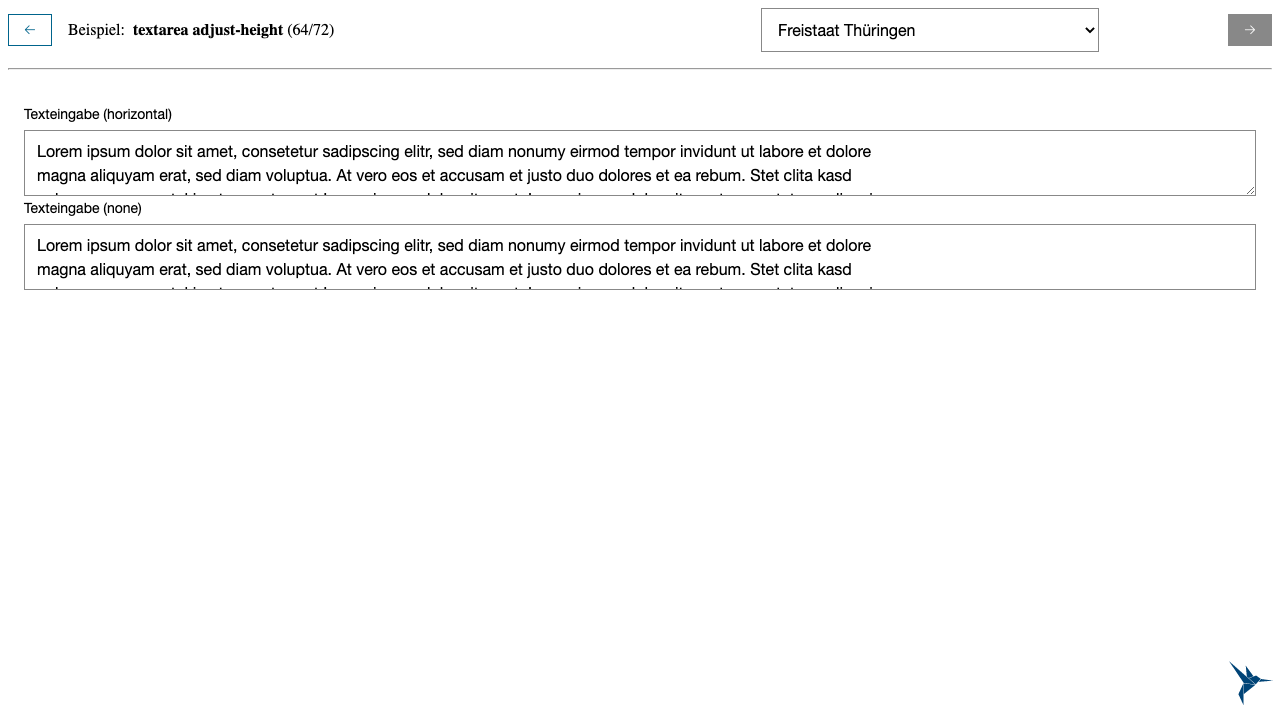 ←
Beispiel: textarea adjust-height (64/72)
Freistaat Thüringen
→
Texteingabe (horizontal)
Lorem ipsum dolor sit amet, consetetur sadipscing elitr, sed diam nonumy eirmod tempor invidunt ut labore et dolore
magna aliquyam erat, sed diam voluptua. At vero eos et accusam et justo duo dolores et ea rebum. Stet clita kasd
Texteingabe (none)
Lorem ipsum dolor sit amet, consetetur sadipscing elitr, sed diam nonumy eirmod tempor invidunt ut labore et dolore
magna aliquyam erat, sed diam voluptua. At vero eos et accusam et justo duo dolores et ea rebum. Stet clita kasd